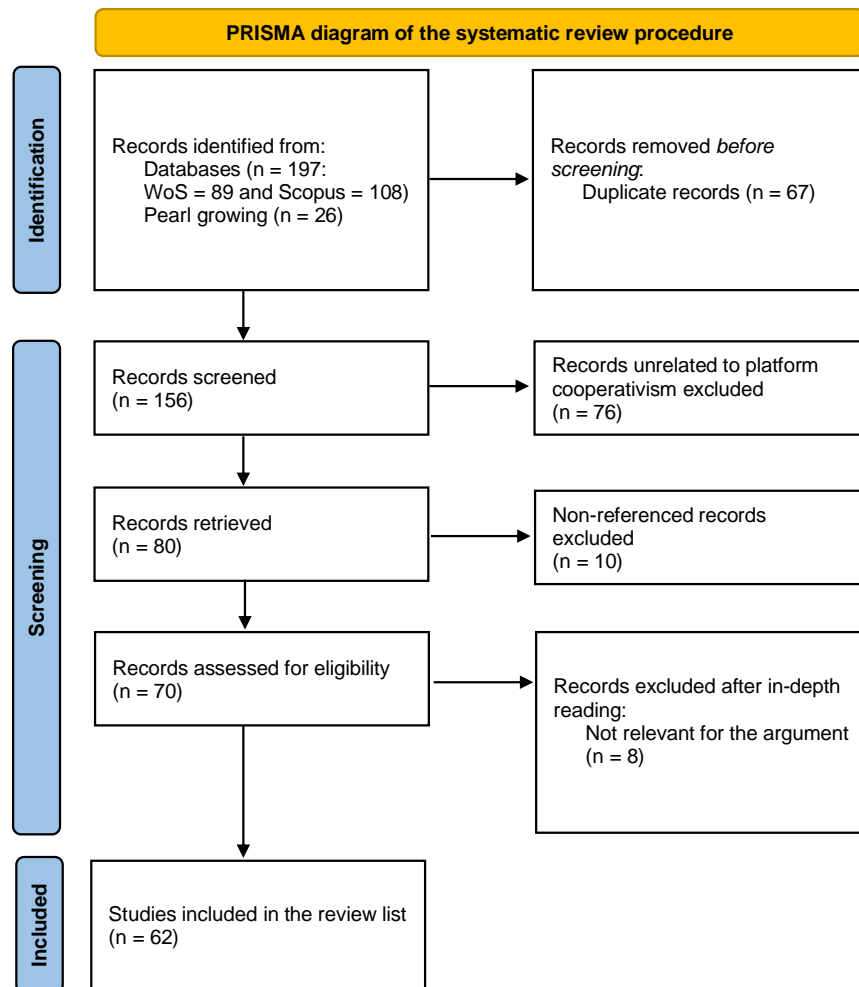 PRISMA diagram of the systematic review procedure
Identification
Records identified from:
Databases (n = 197:
WoS = 89 and Scopus = 108)
Pearl growing (n = 26)
Records removed before
screening:
Duplicate records (n = 67)
Screening
Records screened
(n = 156)
Records unrelated to platform
cooperativism excluded
(n = 76)
Records retrieved
(n = 80)
Non-referenced records
excluded
(n = 10)
Records assessed for eligibility
(n = 70)
Records excluded after in-depth
reading:
Not relevant for the argument
(n = 8)
Included
Studies included in the review list
(n = 62)